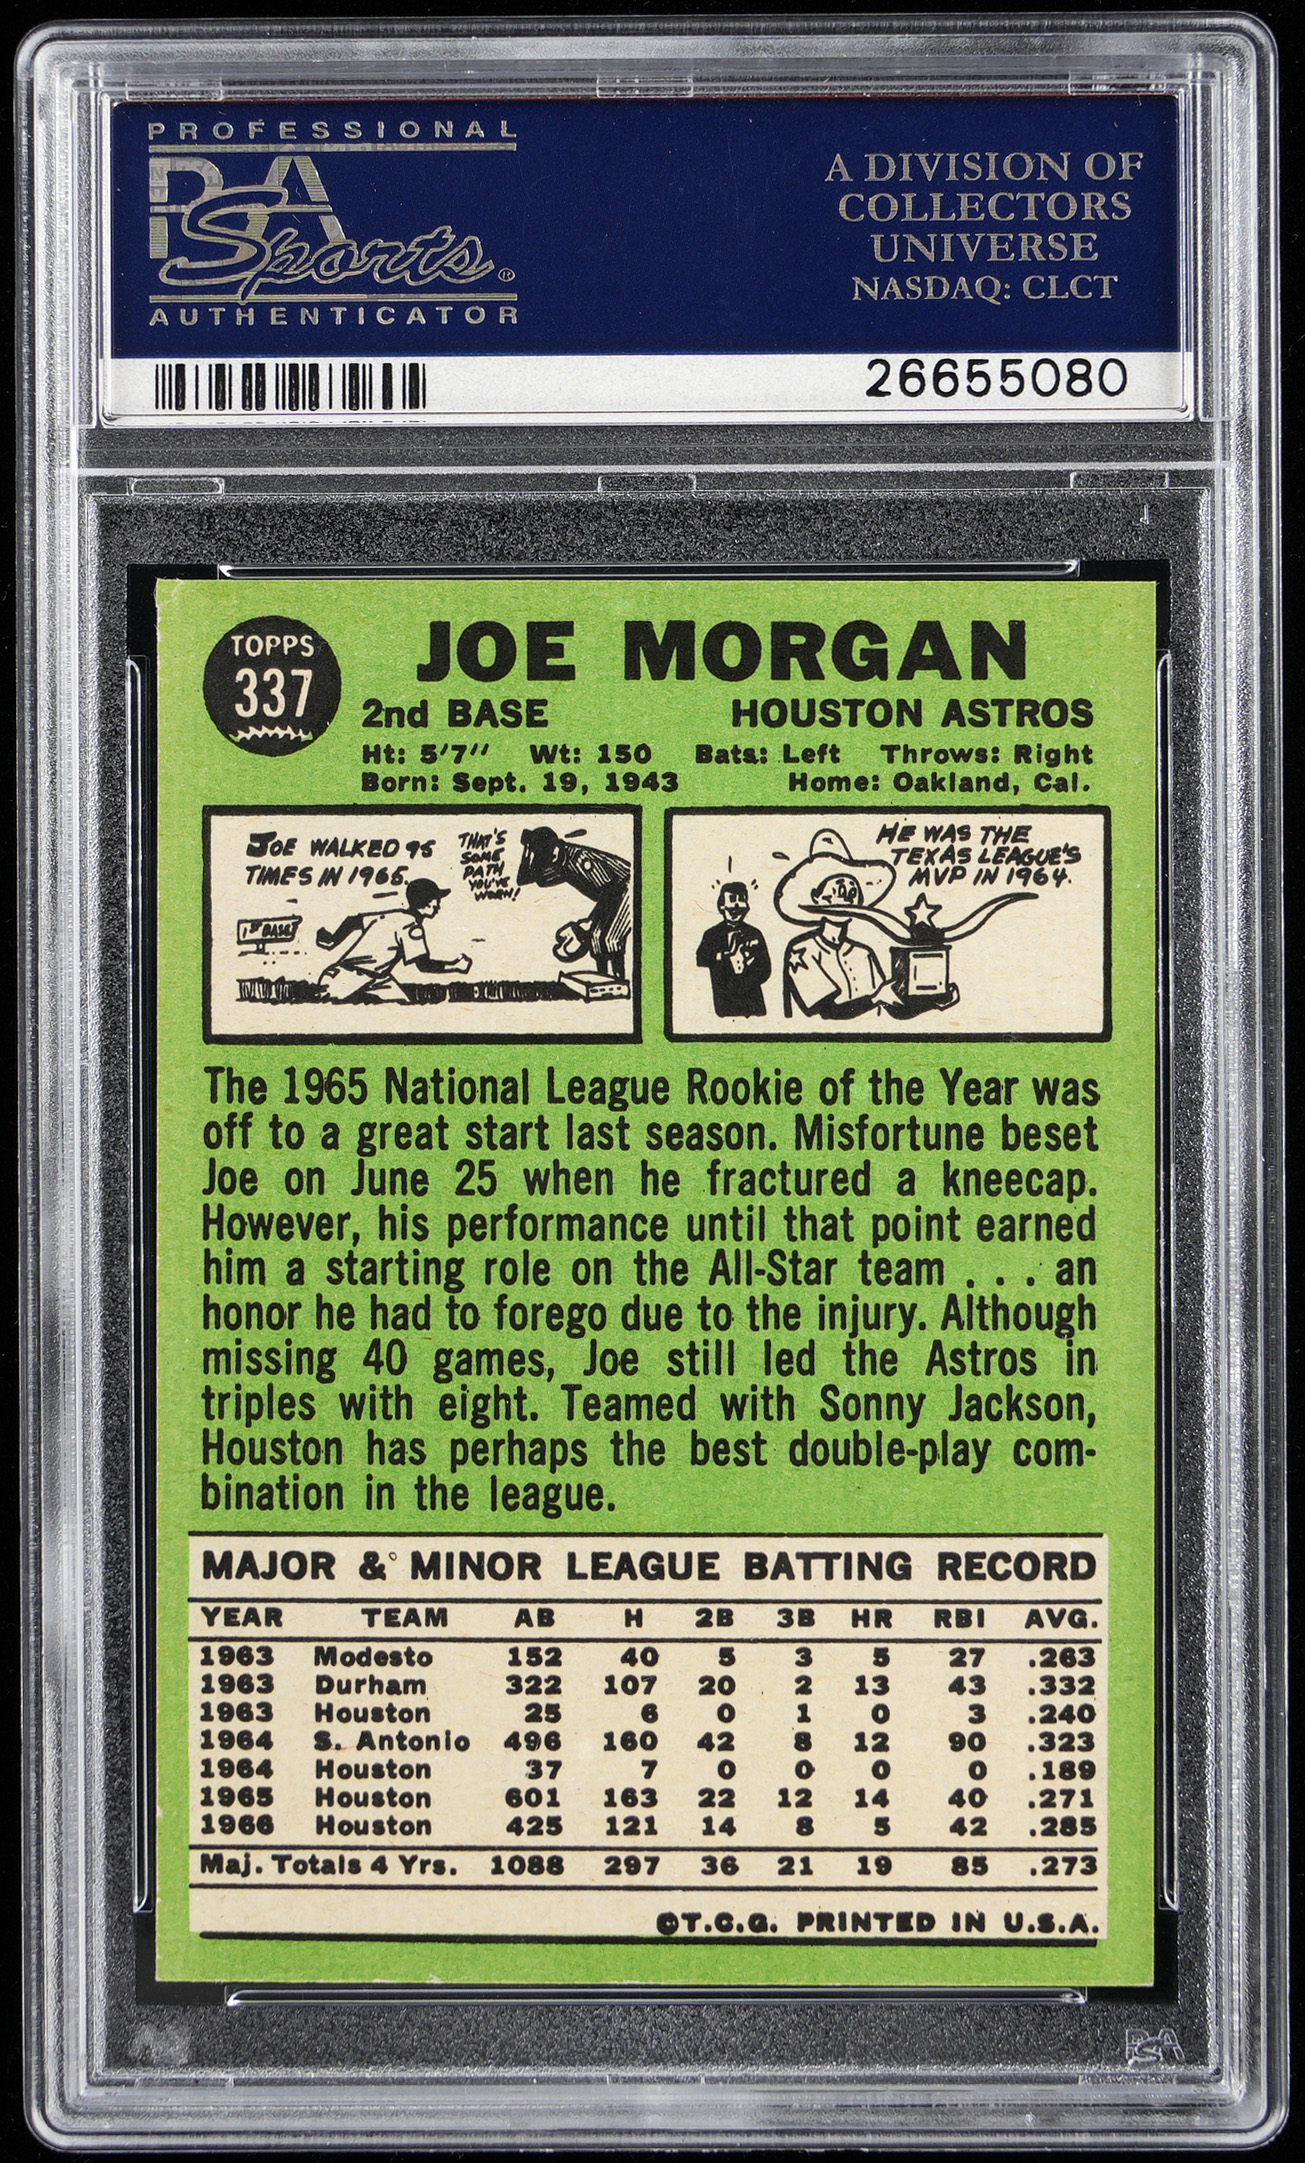 PROFESSIONAL
PSA
Sports®
AUTHENTICATOR
A DIVISION OF
COLLECTORS
UNIVERSE
NASDAQ: CLCT
26655080
TOPPS
337
JOE MORGAN
2nd BASE HOUSTON ASTROS
Ht: 5'7" Wt: 150 Bats: Left Throws: Right
Born: Sept. 19, 1943 Home: Oakland, Cal.
JOE WALKED 95
TIMES IN 1965.
THAT'S
SOME
PATH
YOU'VE
WORN!
1ST BASE
HE WAS THE
TEXAS LEAGUE'S
MVP IN 1964.
The 1965 National League Rookie of the Year was
off to a great start last season. Misfortune beset
Joe on June 25 when he fractured a kneecap.
However, his performance until that point earned
him a starting role on the All-Star team . . . an
honor he had to forego due to the injury. Although
missing 40 games, Joe still led the Astros in
triples with eight. Teamed with Sonny Jackson,
Houston has perhaps the best double-play com-
bination in the league.
MAJOR & MINOR LEAGUE BATTING RECORD
YEAR TEAM AB H 2B 3B HR RBI AVG.
1963 Modesto 152 40 5 3 5 27 .263
1963 Durham 322 107 20 2 13 43 .332
1963 Houston 25 6 0 1 0 3 .240
1964 S. Antonio 496 160 42 8 12 90 .323
1964 Houston 37 7 0 0 0 0 .189
1965 Houston 601 163 22 12 14 40 .271
1966 Houston 425 121 14 8 5 42 .285
Maj. Totals 4 Yrs. 1088 297 36 21 19 85 .273
©T.C.G. PRINTED IN U.S.A.
PSA